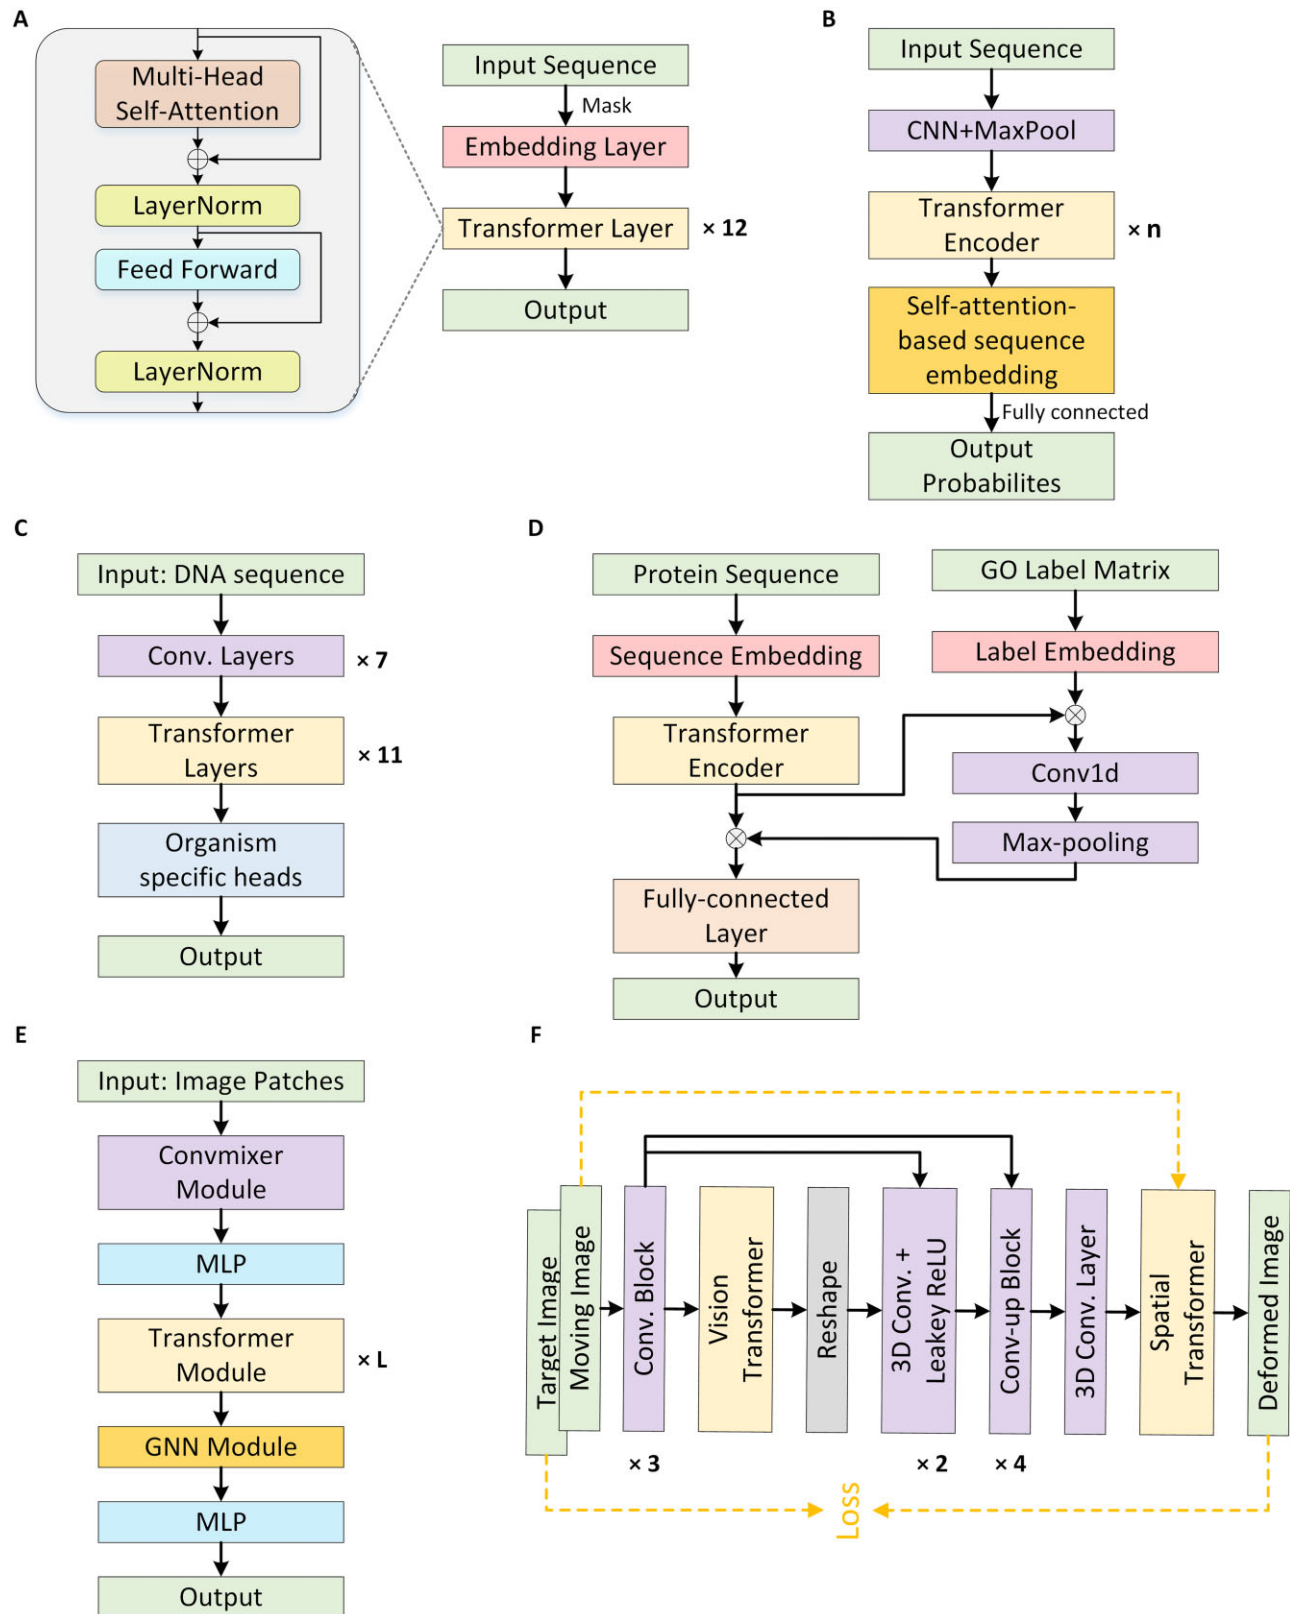 A
Multi-Head
Self-Attention
LayerNorm
Feed Forward
LayerNorm
Input Sequence
Mask
Embedding Layer
Transformer Layer
× 12
Output
B
Input Sequence
CNN+MaxPool
Transformer
Encoder
× n
Self-attention-
based sequence
embedding
Fully connected
Output
Probabilites
C
Input: DNA sequence
Conv. Layers
× 7
Transformer
Layers
× 11
Organism
specific heads
Output
D
Protein Sequence
Sequence Embedding
Transformer
Encoder
Fully-connected
Layer
Output
GO Label Matrix
Label Embedding
Conv1d
Max-pooling
E
Input: Image Patches
Convmixer
Module
MLP
Transformer
Module
× L
GNN Module
MLP
Output
F
Target Image
Moving Image
Conv. Block
× 3
Vision
Transformer
Reshape
3D Conv. +
Leakey ReLU
× 2
Conv-up Block
× 4
3D Conv. Layer
Spatial
Transformer
Deformed Image
Loss